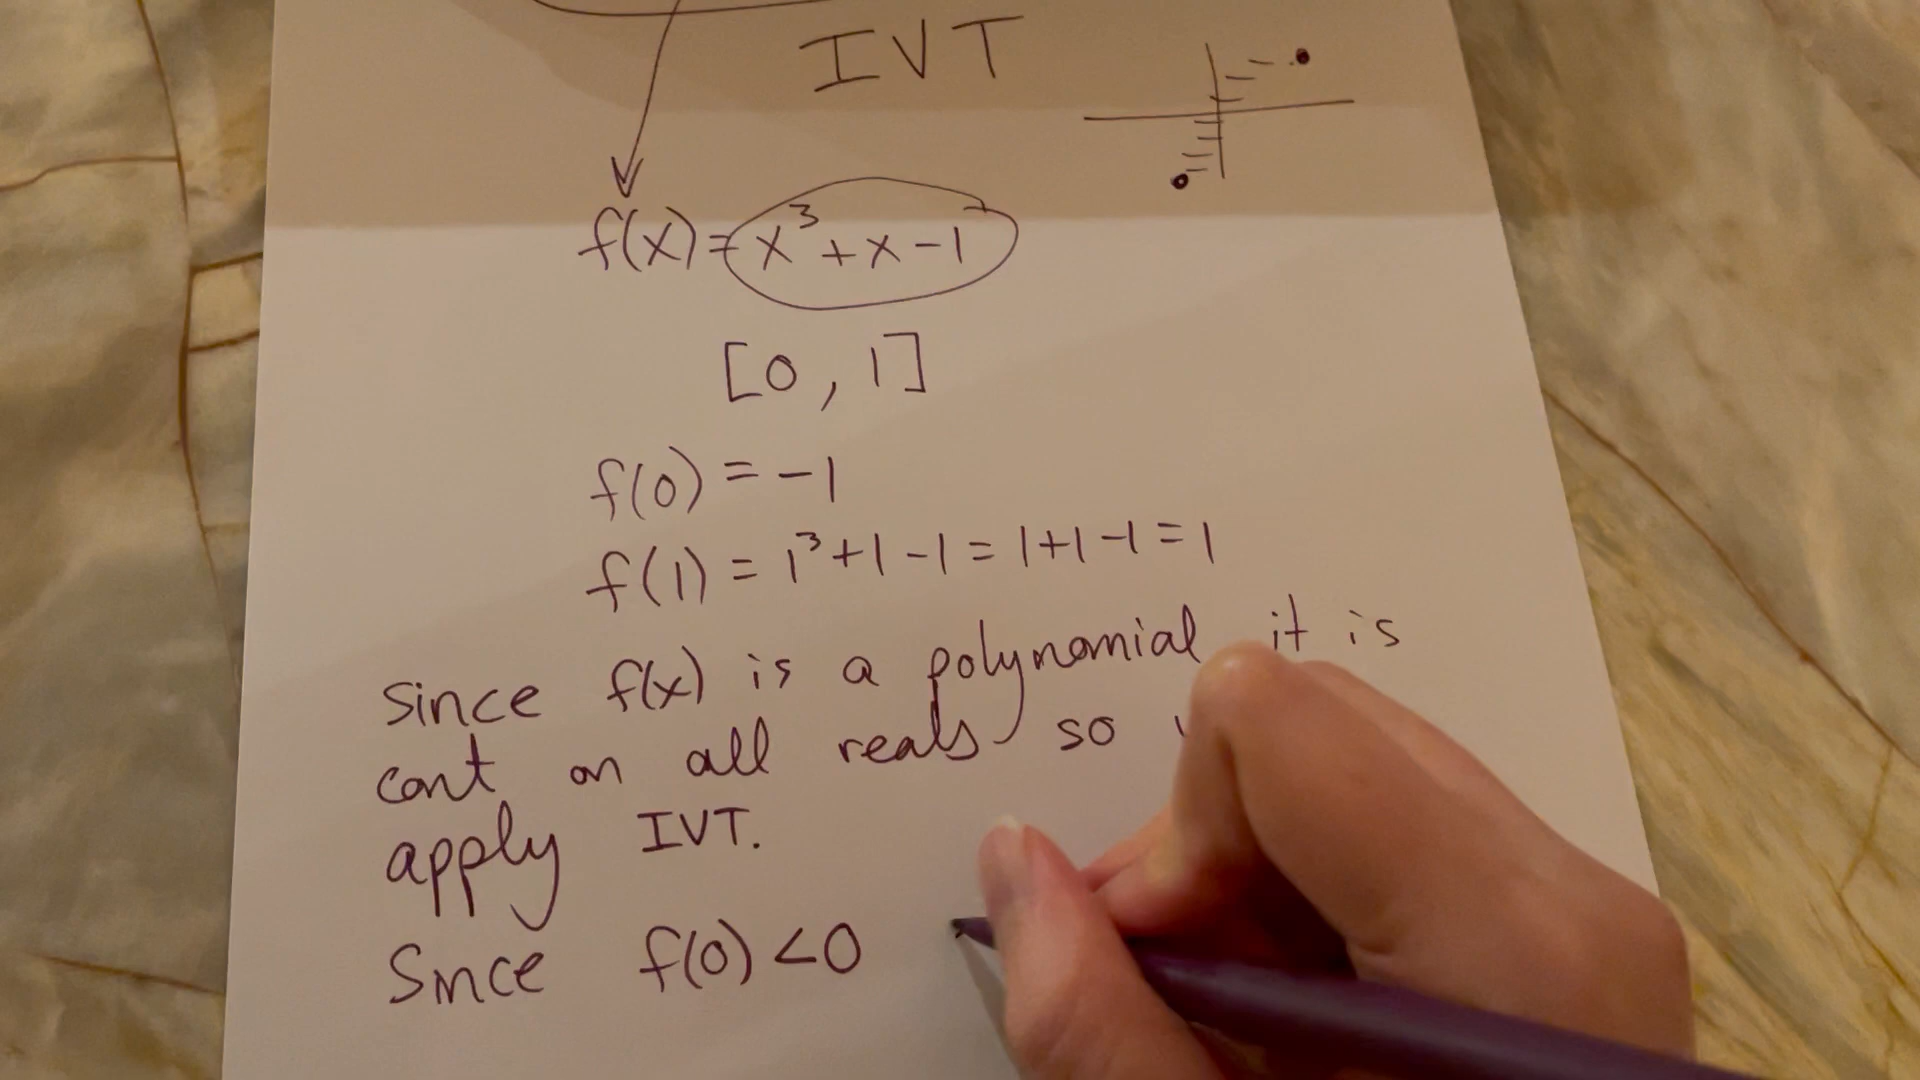 IVT
f(x) = x³ + x - 1
[0, 1]
f(0) = -1
f(1) = 1³ + 1 - 1 = 1 + 1 - 1 = 1
Since f(x) is a polynomial it is
cont on all reals so
apply IVT.
Since f(0) < 0